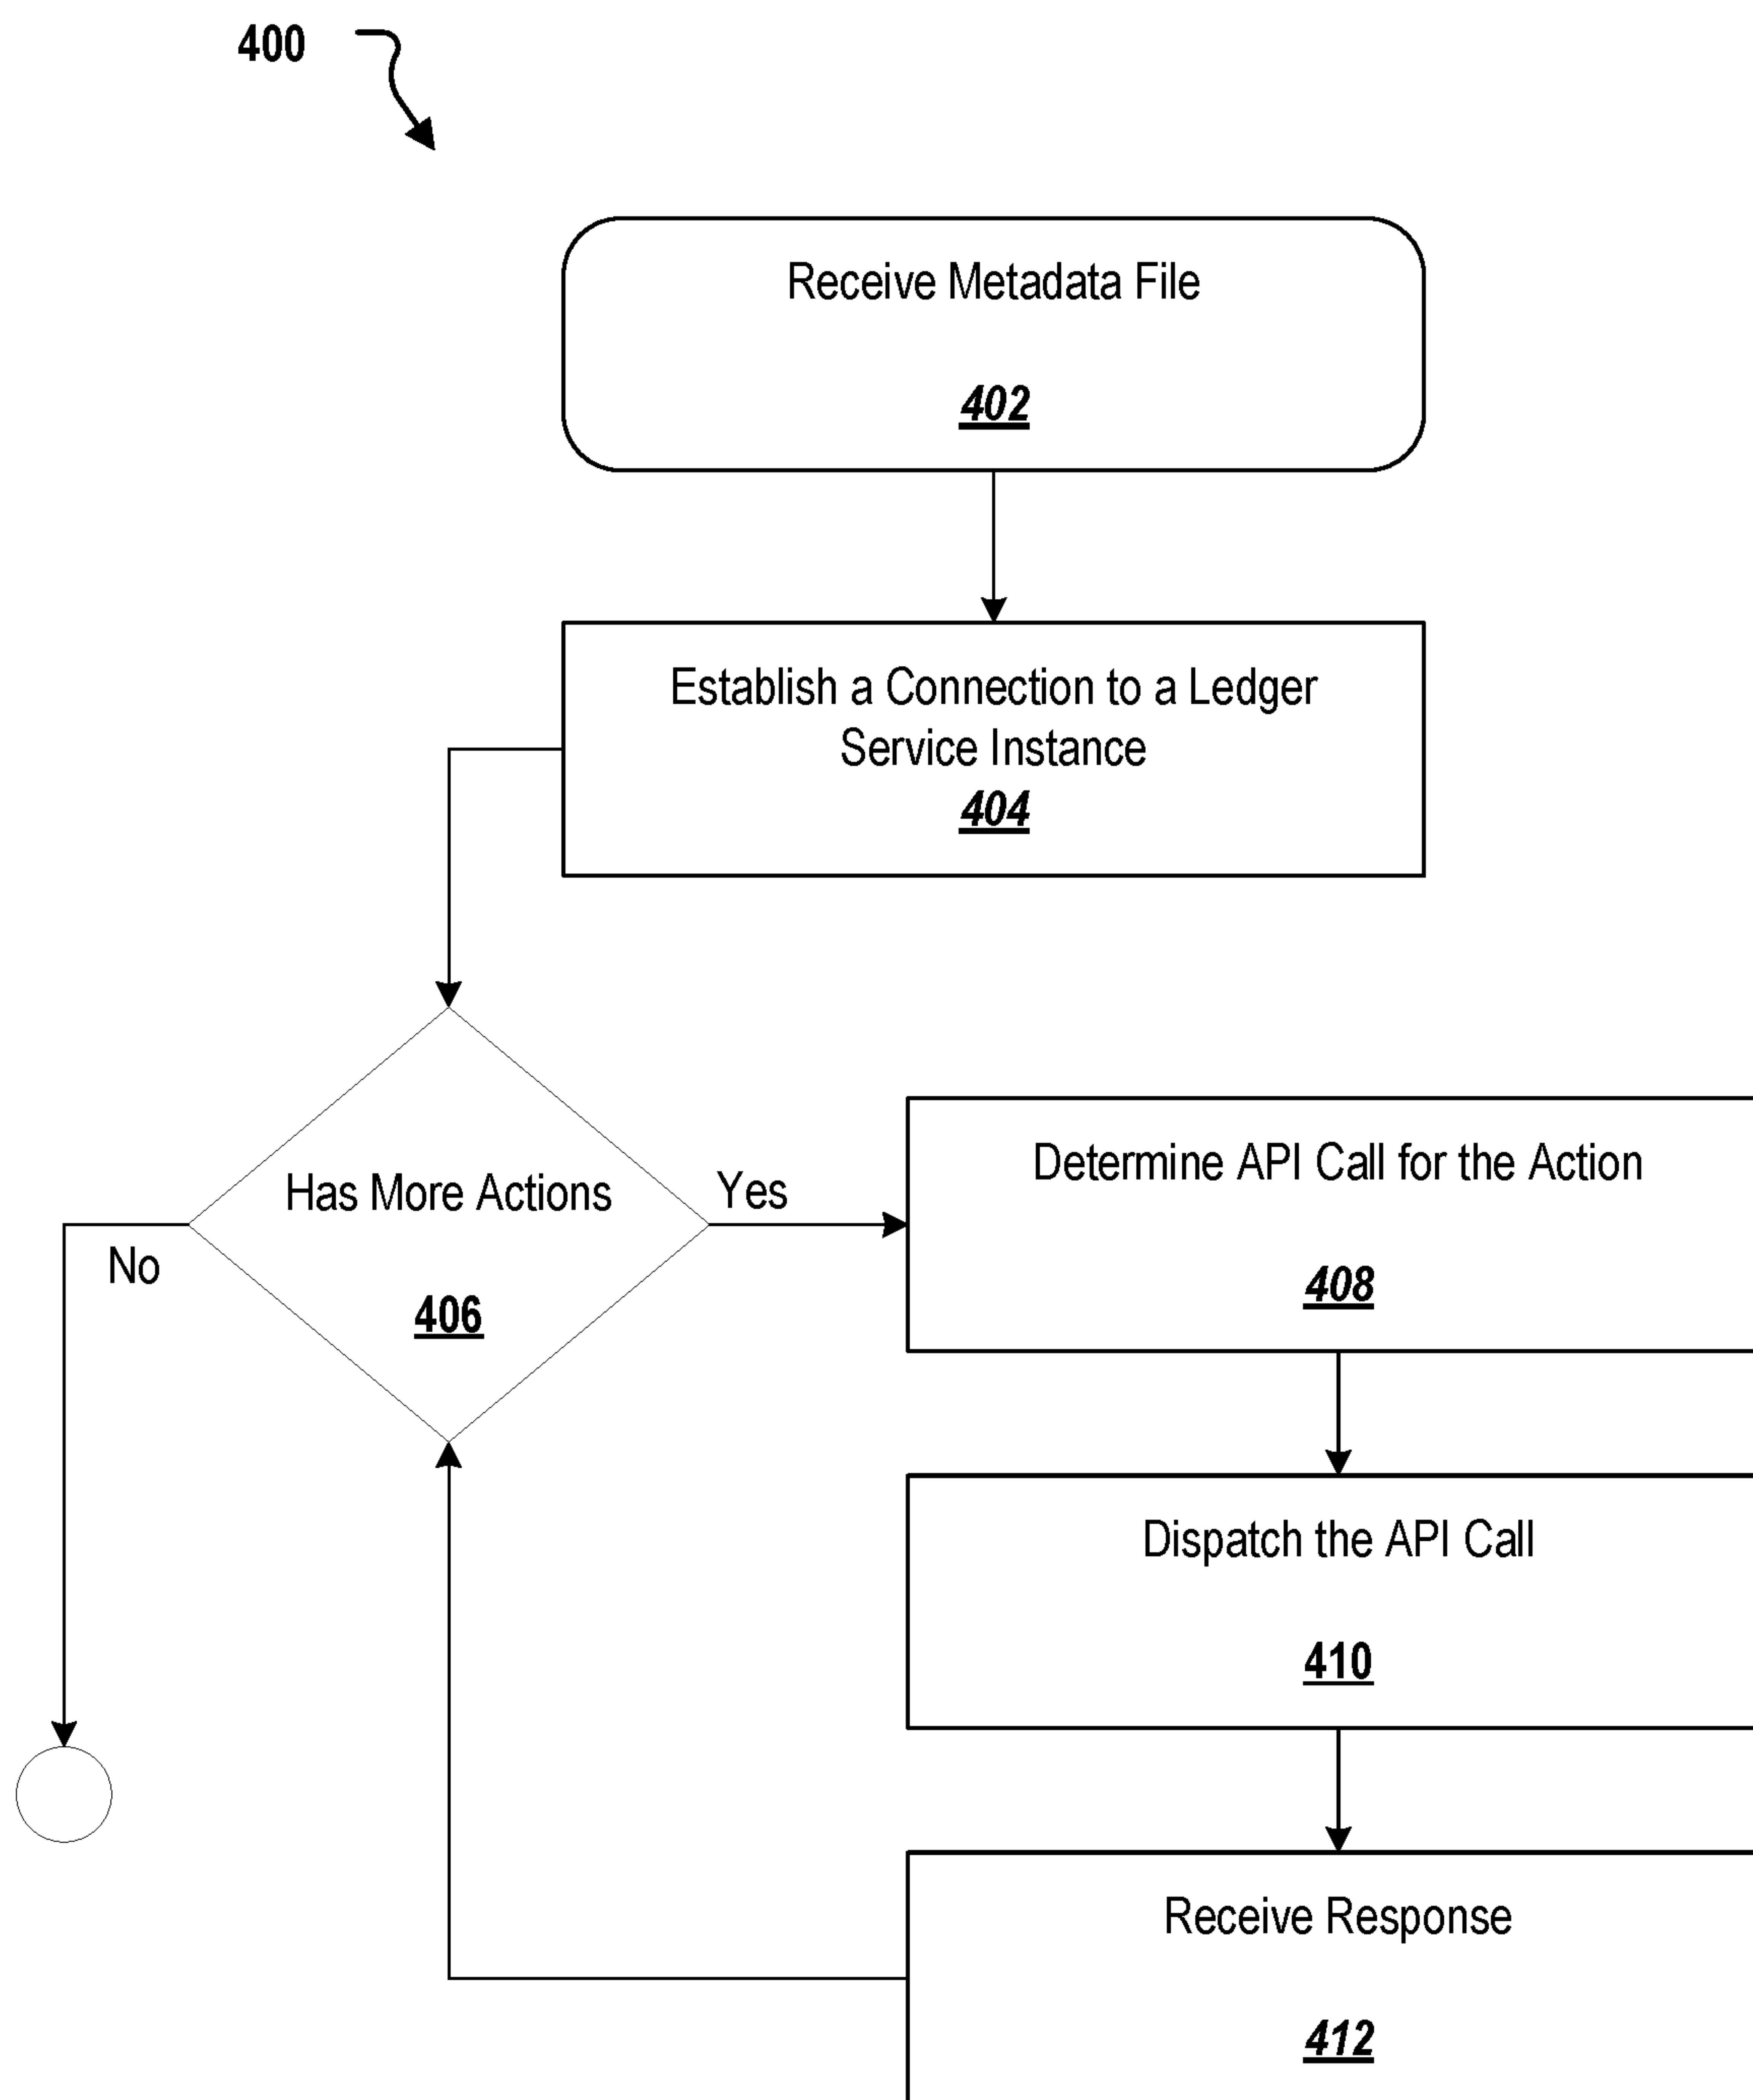 400
Receive Metadata File
402
Establish a Connection to a Ledger
Service Instance
404
Has More Actions
406
Yes
No
Determine API Call for the Action
408
Dispatch the API Call
410
Receive Response
412